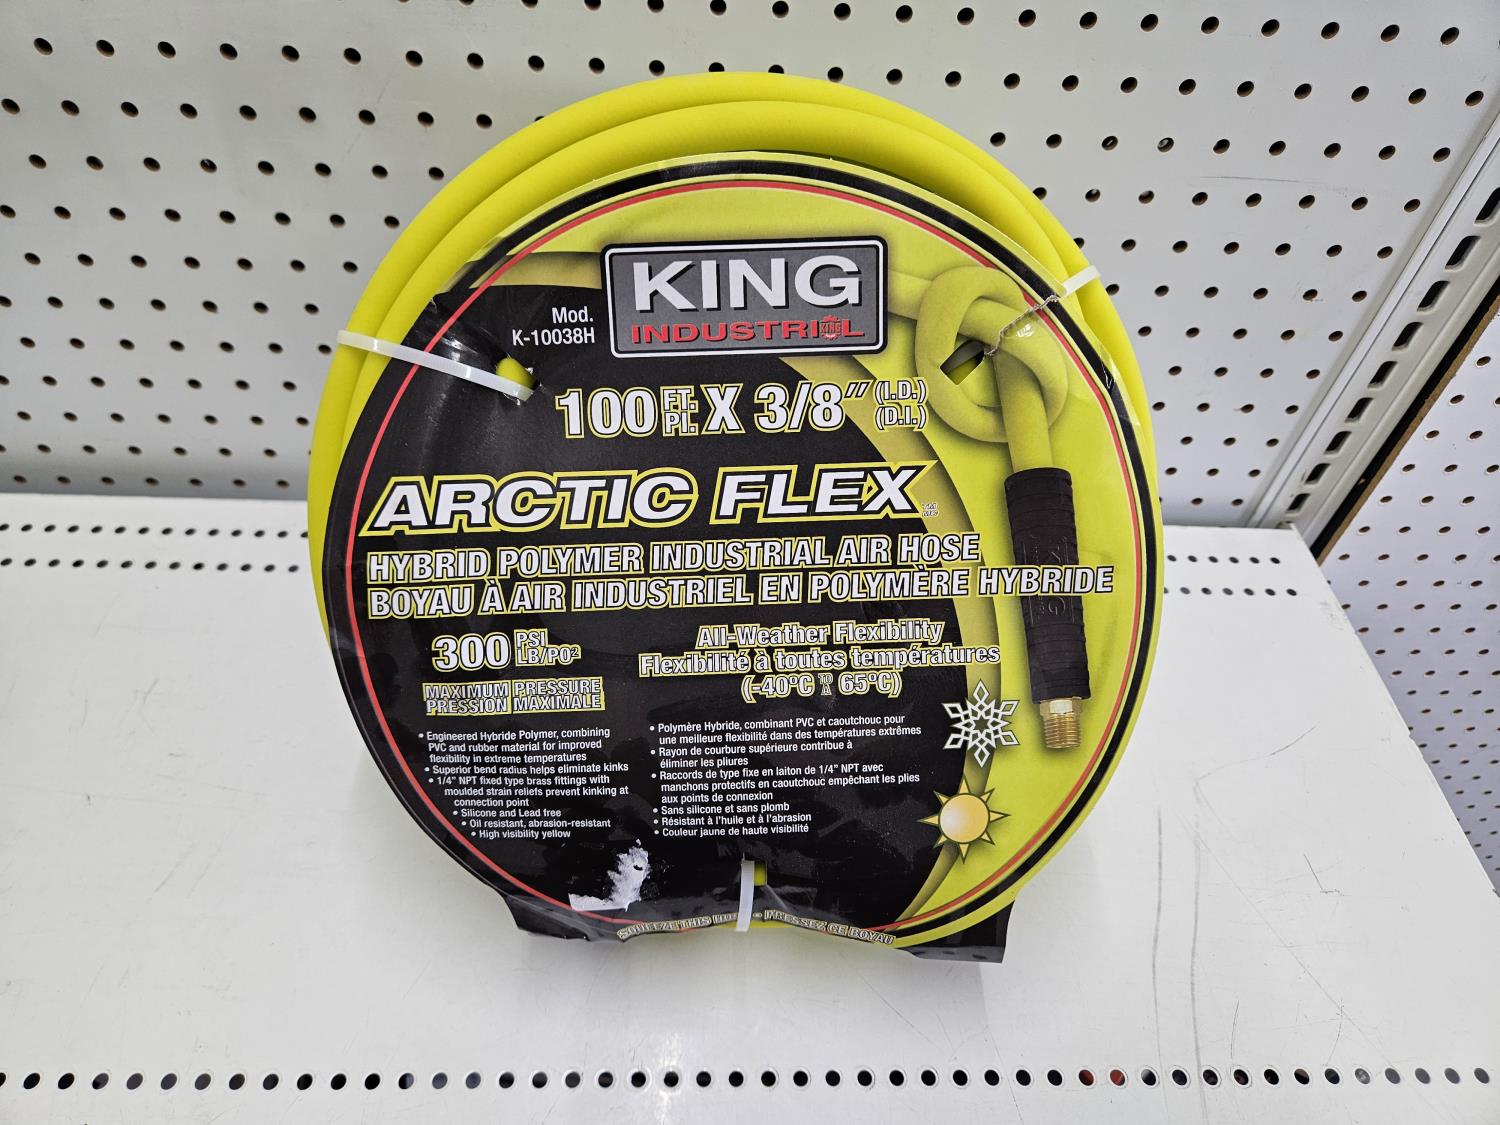 KING
INDUSTRIAL
KING
Mod.
K-10038H
100 FT. PI. X 3/8" (I.D.) (D.I.)
ARCTIC FLEX TM MC
HYBRID POLYMER INDUSTRIAL AIR HOSE
BOYAU À AIR INDUSTRIEL EN POLYMÈRE HYBRIDE
300 PSI LB/PO²
MAXIMUM PRESSURE
PRESSION MAXIMALE
All-Weather Flexibility
Flexibilité à toutes températures
(-40ºC TO À 65ºC)
• Engineered Hybride Polymer, combining
PVC and rubber material for improved
flexibility in extreme temperatures
• Superior bend radius helps eliminate kinks
• 1/4" NPT fixed type brass fittings with
moulded strain reliefs prevent kinking at
connection point
• Silicone and Lead free
• Oil resistant, abrasion-resistant
• High visibility yellow
• Polymère Hybride, combinant PVC et caoutchouc pour
une meilleure flexibilité dans des températures extrêmes
• Rayon de courbure supérieure contribue à
éliminer les pliures
• Raccords de type fixe en laiton de 1/4" NPT avec
manchons protectifs en caoutchouc empêchant les plies
aux points de connexion
• Sans silicone et sans plomb
• Résistant à l'huile et à l'abrasion
• Couleur jaune de haute visibilité
SQUEEZE THIS - PRESSEZ CE BOYAU